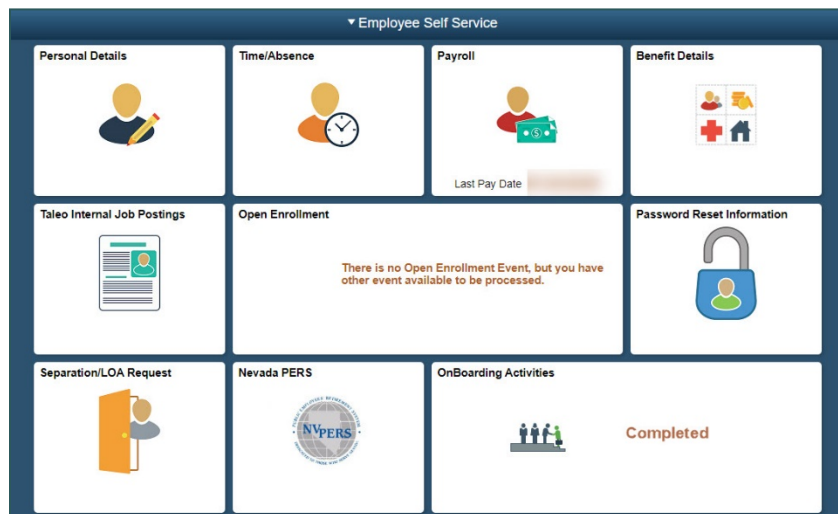 Employee Self Service
Personal Details
Time/Absence
Payroll
Last Pay Date
Benefit Details
Taleo Internal Job Postings
Open Enrollment
There is no Open Enrollment Event, but you have
other event available to be processed.
Password Reset Information
Separation/LOA Request
Nevada PERS
NVPERS
OnBoarding Activities
Completed